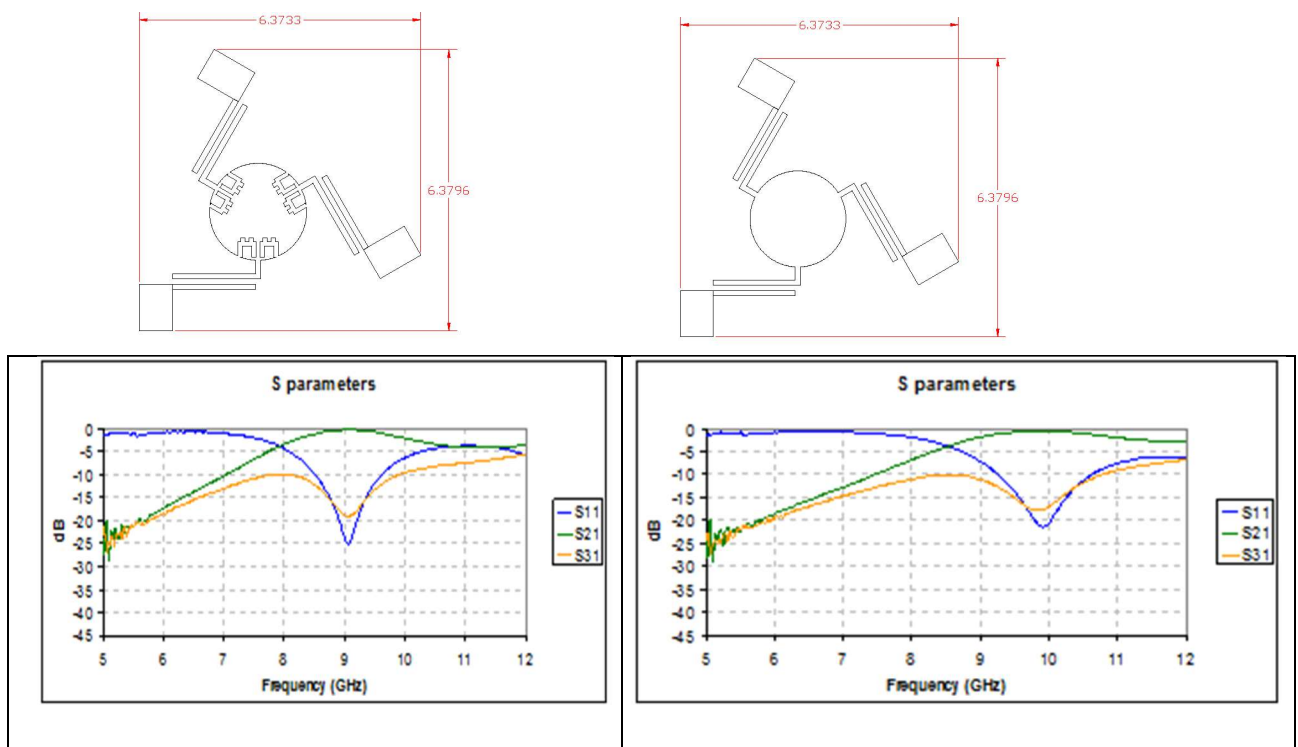 6.3733
6.3796
6.3733
6.3796
S parameters
0
-5
-10
-15
-20
-25
-30
-35
-40
-45
dB
5 6 7 8 9 10 11 12
Frequency (GHz)
S11
S21
S31
S parameters
0
-5
-10
-15
-20
-25
-30
-35
-40
-45
dB
5 6 7 8 9 10 11 12
Frequency (GHz)
S11
S21
S31